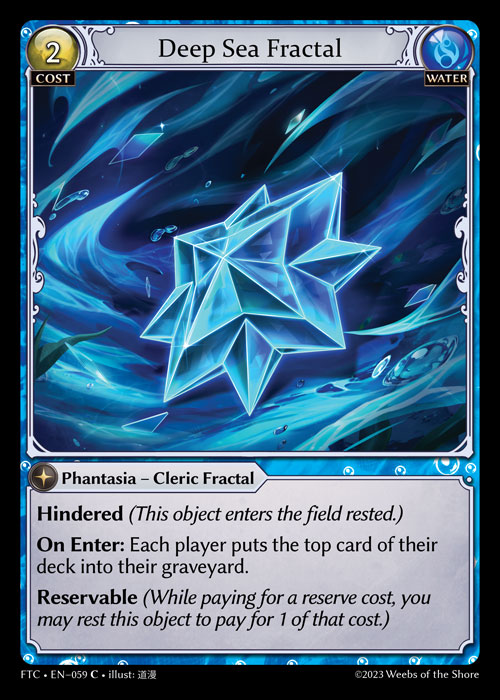 2
Deep Sea Fractal
COST
WATER
Phantasia – Cleric Fractal
Hindered (This object enters the field rested.)
On Enter: Each player puts the top card of their
deck into their graveyard.
Reservable (While paying for a reserve cost, you
may rest this object to pay for 1 of that cost.)
FTC • EN–059 C • illust: 道漫
©2023 Weebs of the Shore